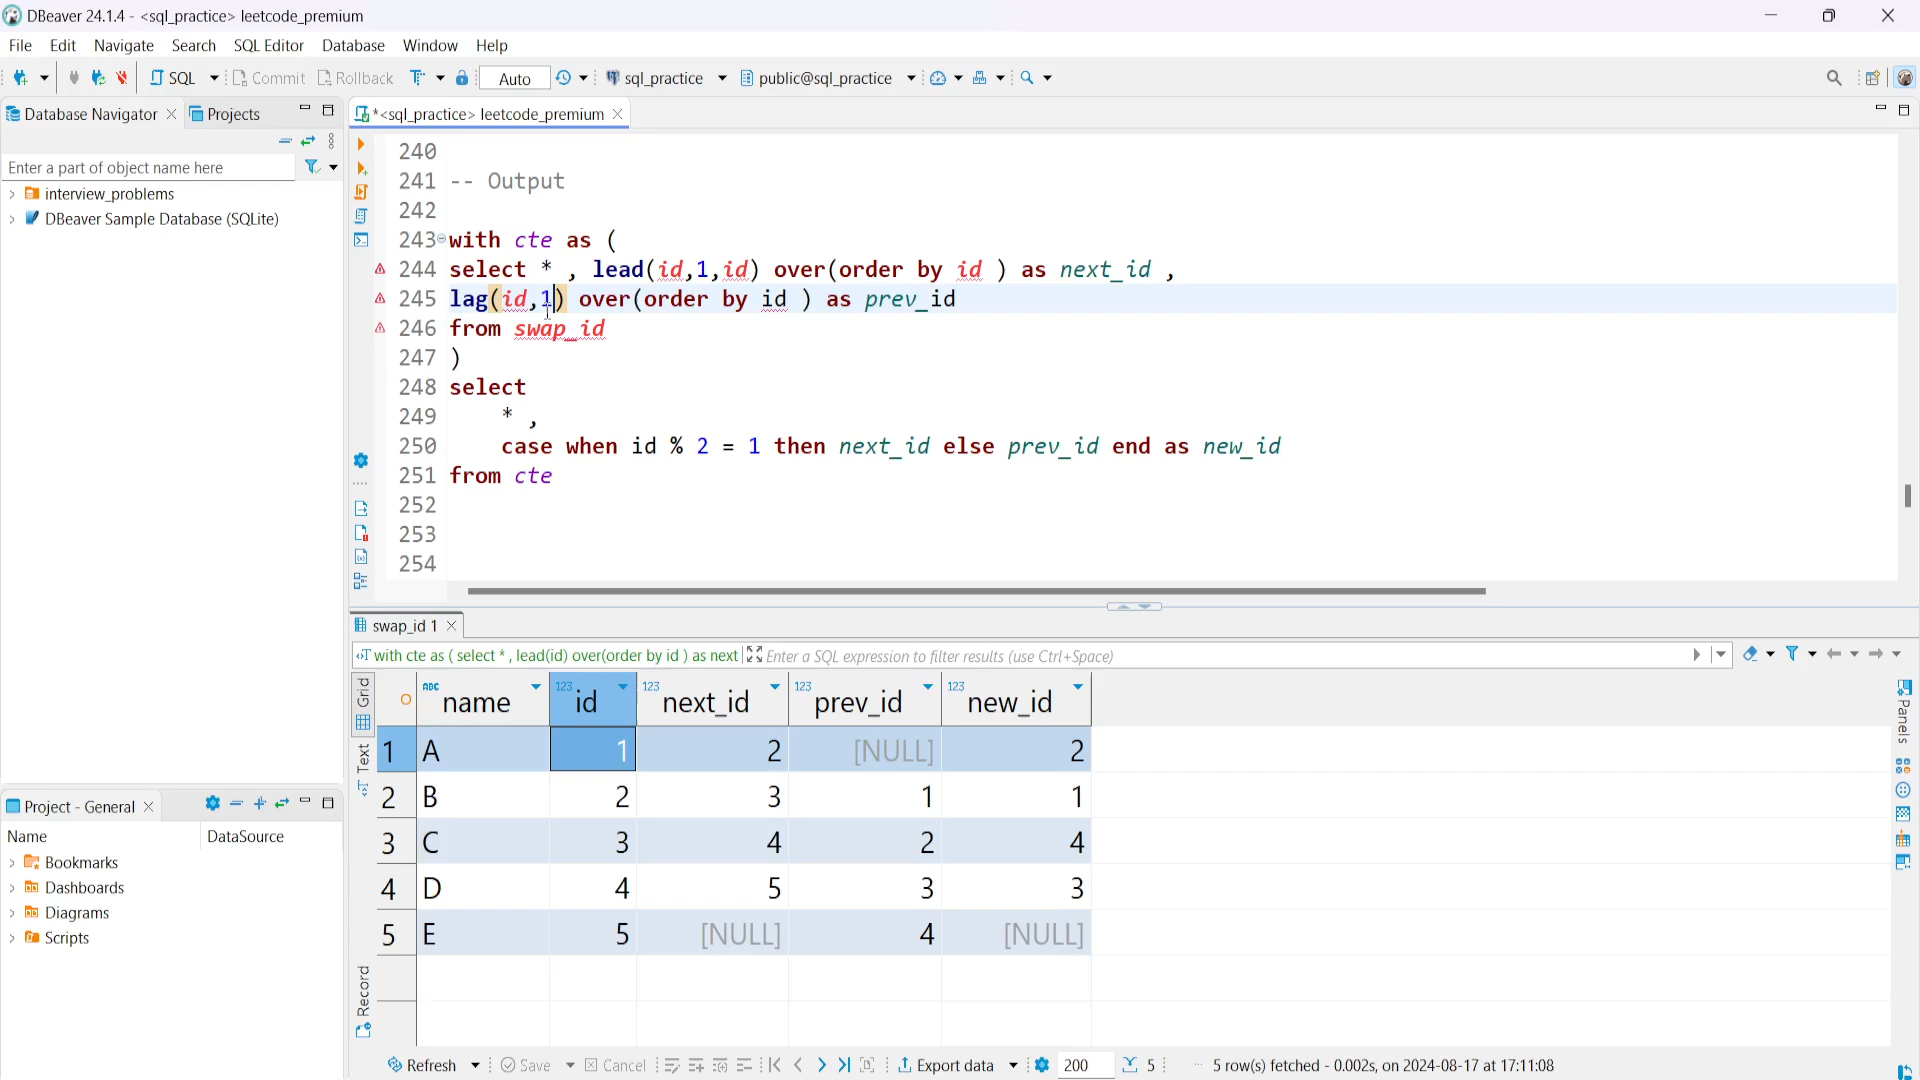 DBeaver 24.1.4 - <sql_practice> leetcode_premium
File Edit Navigate Search SQL Editor Database Window Help
SQL Commit Rollback Auto sql_practice public@sql_practice
Database Navigator Projects
*<sql_practice> leetcode_premium
Enter a part of object name here
interview_problems
DBeaver Sample Database (SQLite)
240
241 -- Output
242
243 with cte as (
244 select * , lead(id,1,id) over(order by id ) as next_id ,
245 lag(id,1) over(order by id ) as prev_id
246 from swap_id
247 )
248 select
249 * ,
250 case when id % 2 = 1 then next_id else prev_id end as new_id
251 from cte
252
253
254
swap_id 1
with cte as ( select * , lead(id) over(order by id ) as next Enter a SQL expression to filter results (use Ctrl+Space)
Grid
Text
Record
Panels
ABC name 123 id 123 next_id 123 prev_id 123 new_id
1 A 1 2 [NULL] 2
2 B 2 3 1 1
3 C 3 4 2 4
4 D 4 5 3 3
5 E 5 [NULL] 4 [NULL]
Project - General
Name DataSource
Bookmarks
Dashboards
Diagrams
Scripts
Refresh Save Cancel Export data 200 5 5 row(s) fetched - 0.002s, on 2024-08-17 at 17:11:08